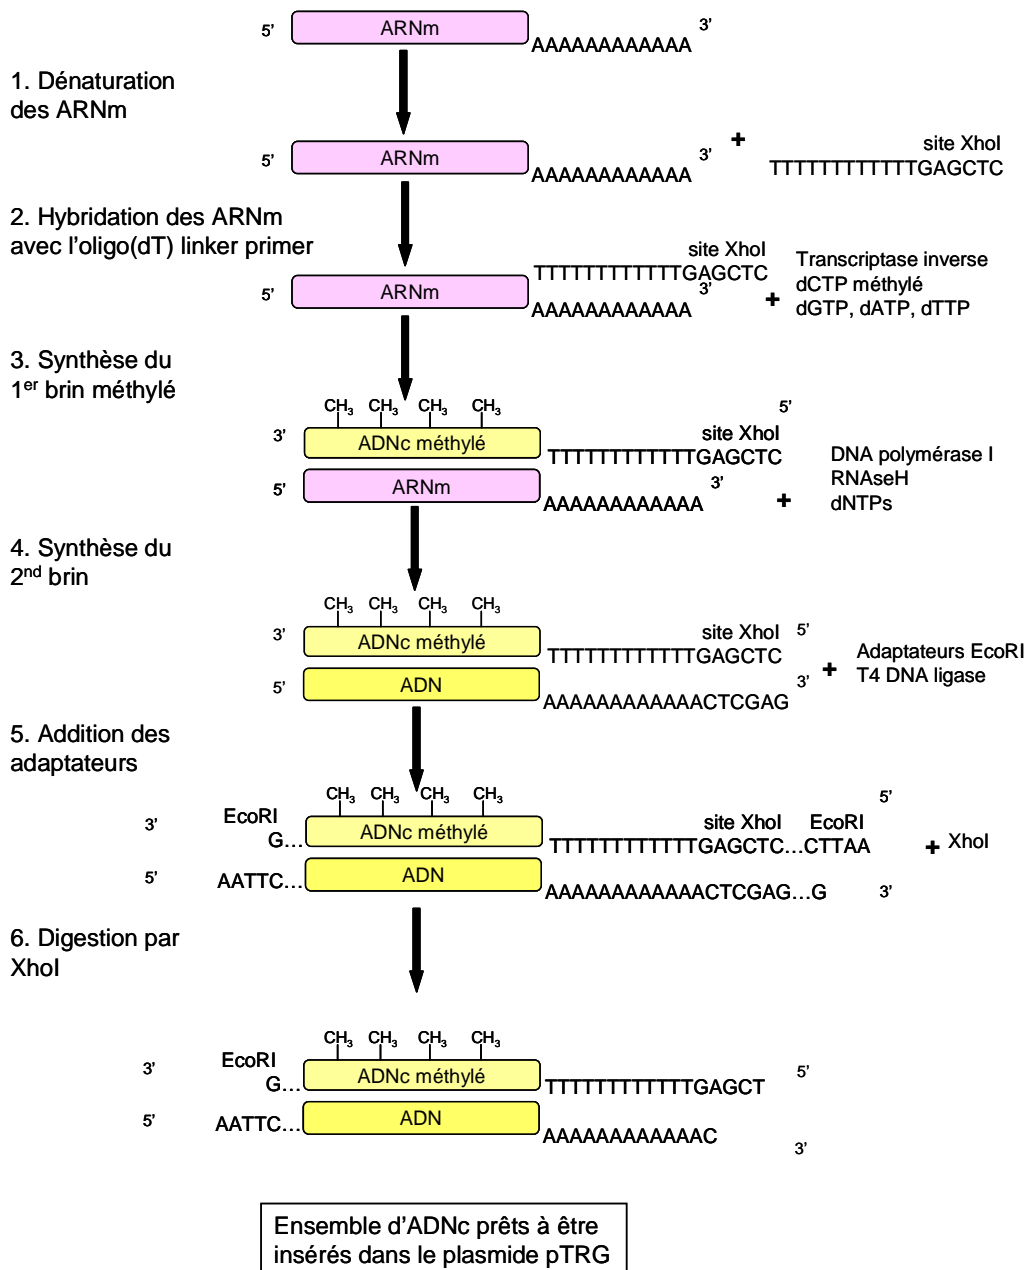 5’ ARNm AAAAAAAAAAAA 3’
1. Dénaturation
des ARNm
5’ ARNm AAAAAAAAAAAA 3’ +
site XhoI
TTTTTTTTTTTTGAGCTC
2. Hybridation des ARNm
avec l’oligo(dT) linker primer
site XhoI
TTTTTTTTTTTTGAGCTC
5’ ARNm AAAAAAAAAAAA 3’ +
Transcriptase inverse
dCTP méthylé
dGTP, dATP, dTTP
3. Synthèse du
1er brin méthylé
CH3 CH3 CH3 CH3
3’ ADNc méthylé TTTTTTTTTTTTGAGCTC 5’
site XhoI
5’ ARNm AAAAAAAAAAAA 3’ +
DNA polymérase I
RNAseH
dNTPs
4. Synthèse du
2nd brin
CH3 CH3 CH3 CH3
3’ ADNc méthylé TTTTTTTTTTTTGAGCTC 5’
site XhoI
5’ ADN AAAAAAAAAAAACTCGAG 3’ +
Adaptateurs EcoRI
T4 DNA ligase
5. Addition des
adaptateurs
CH3 CH3 CH3 CH3
EcoRI site XhoI EcoRI
3’ G... ADNc méthylé TTTTTTTTTTTTGAGCTC...CTTAA 5’
+ XhoI
5’ AATTC... ADN AAAAAAAAAAAACTCGAG...G 3’
6. Digestion par
XhoI
CH3 CH3 CH3 CH3
EcoRI
3’ G... ADNc méthylé TTTTTTTTTTTTGAGCT 5’
5’ AATTC... ADN AAAAAAAAAAAAC 3’
Ensemble d’ADNc prêts à être
insérés dans le plasmide pTRG